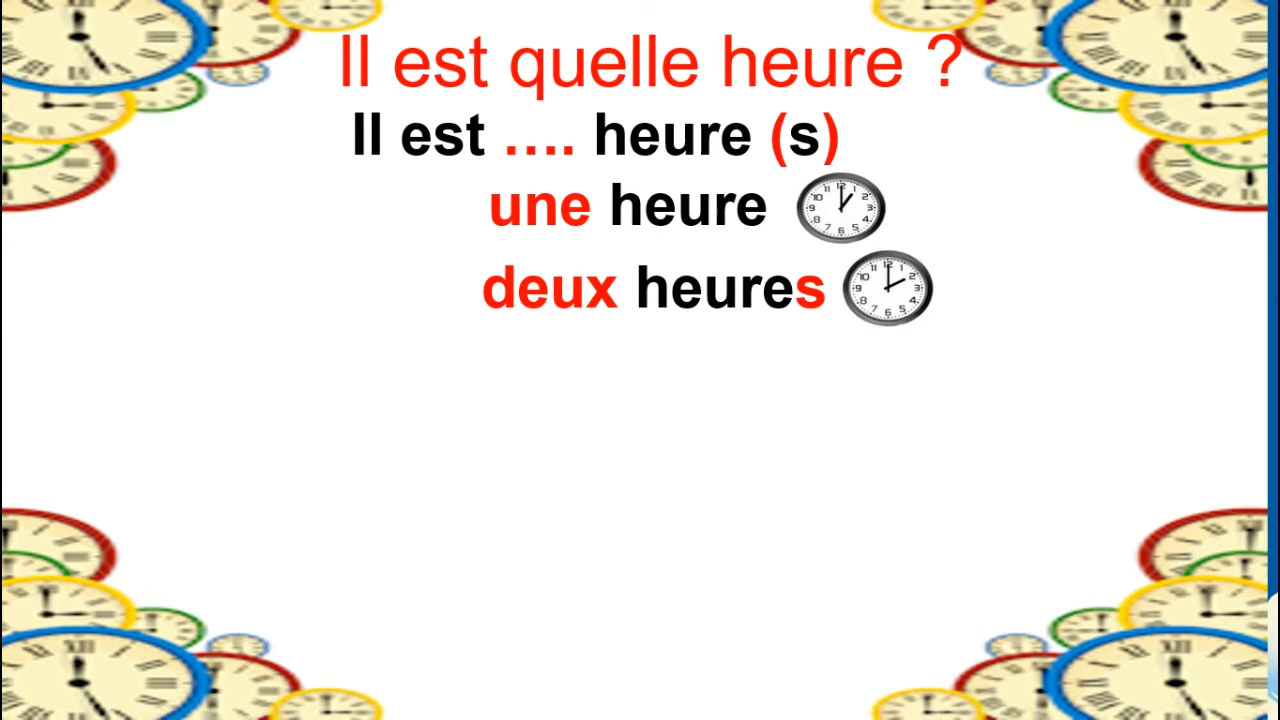 Il est quelle heure ?
Il est .... heure (s)
une heure
deux heures